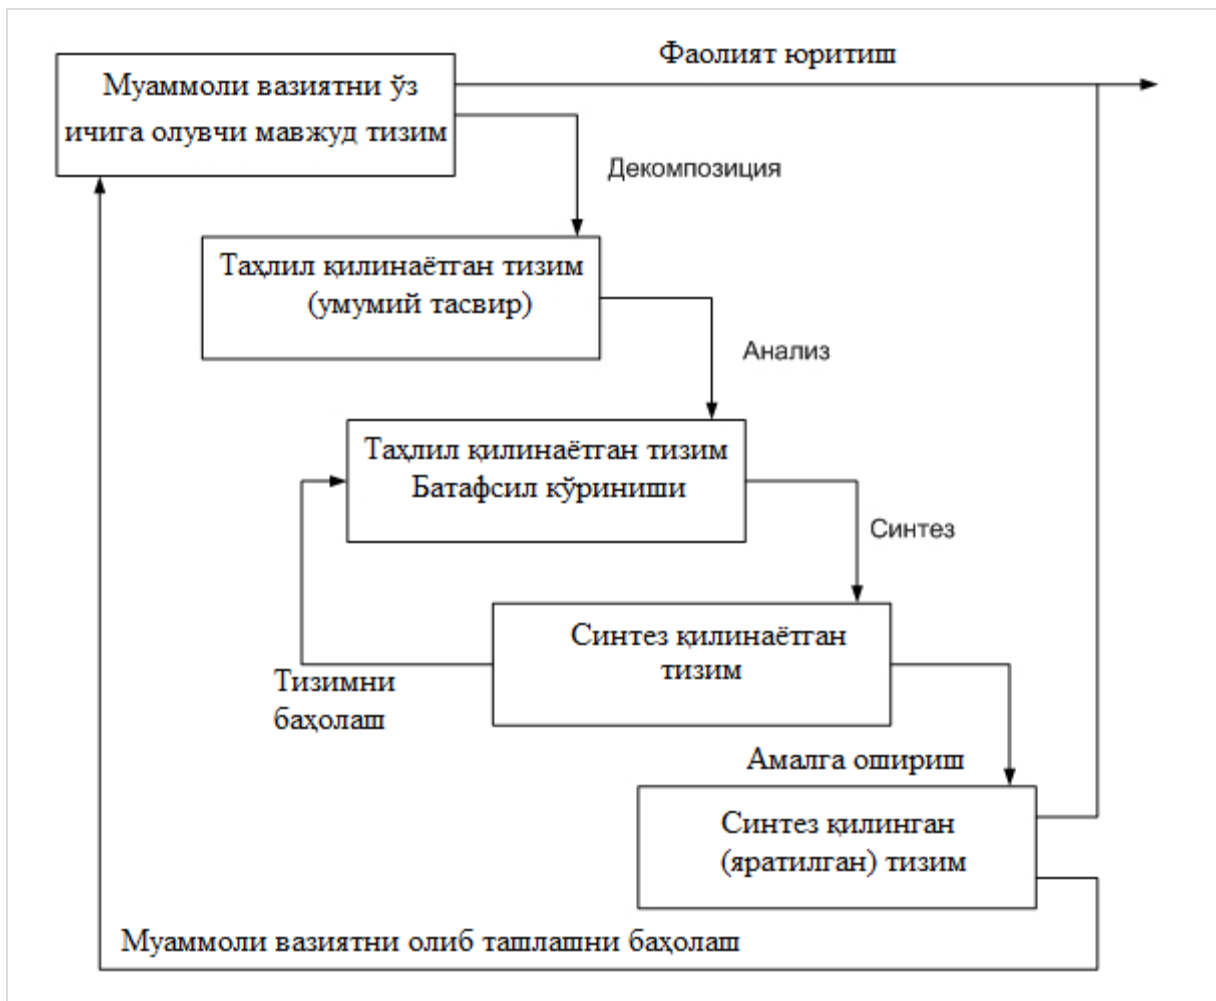 Фаолият юритиш
Муаммоли вазиятни ўз
ичига олувчи мавжуд тизим
Декомпозиция
Таҳлил қилинаётган тизим
(умумий тасвир)
Анализ
Таҳлил қилинаётган тизим
Батафсил кўриниши
Синтез
Синтез қилинаётган
тизим
Тизимни
баҳолаш
Амалга ошириш
Синтез қилинган
(яратилган) тизим
Муаммоли вазиятни олиб ташлашни баҳолаш